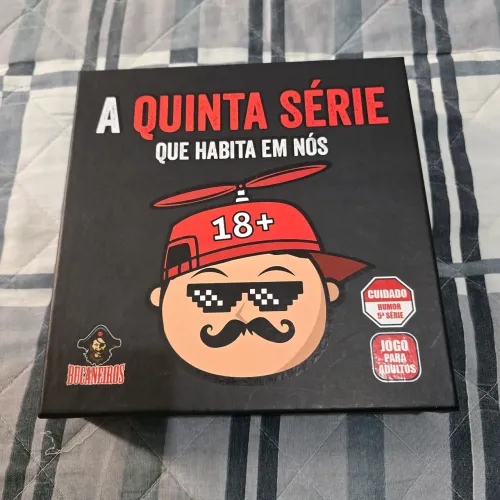 A QUINTA SÉRIE
QUE HABITA EM NÓS
18+
CUIDADO
HUMOR
5ª SÉRIE
JOGO
PARA
ADULTOS
BUCANEIROS